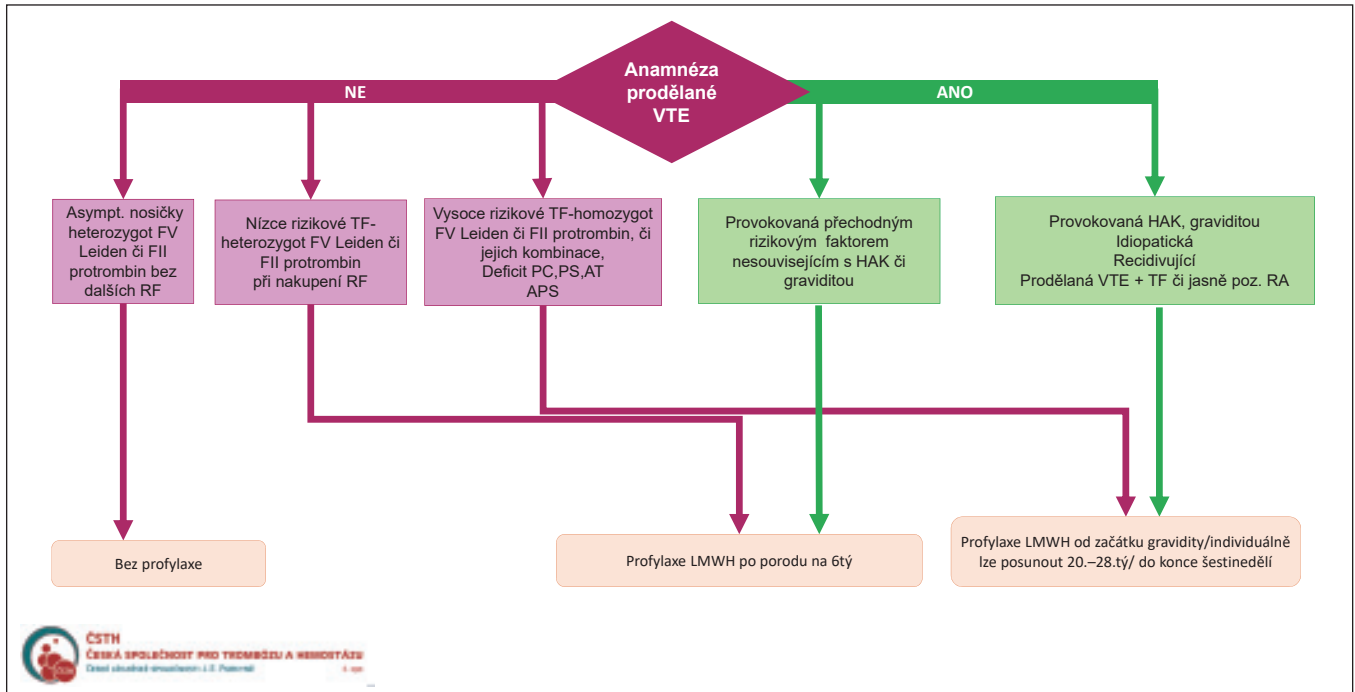 Anamnéza
prodělané
VTE
NE
ANO
Asympt. nosičky
heterozygot FV
Leiden či FII
protrombin bez
dalších RF
Nízce rizikové TF-
heterozygot FV Leiden či
FII protrombin
při nakupení RF
Vysoce rizikové TF-homozygot
FV Leiden či FII protrombin, či
jejich kombinace,
Deficit PC,PS,AT
APS
Provokovaná přechodným
rizikovým faktorem
nesouvisejícím s HAK či
graviditou
Provokovaná HAK, graviditou
Idiopatická
Recidivující
Prodělaná VTE + TF či jasně poz. RA
Bez profylaxe
Profylaxe LMWH po porodu na 6tý
Profylaxe LMWH od začátku gravidity/individuálně
lze posunout 20.–28.tý/ do konce šestinedělí
ČSTH
ČESKÁ SPOLEČNOST PRO TROMBÓZU A HEMOSTÁZU